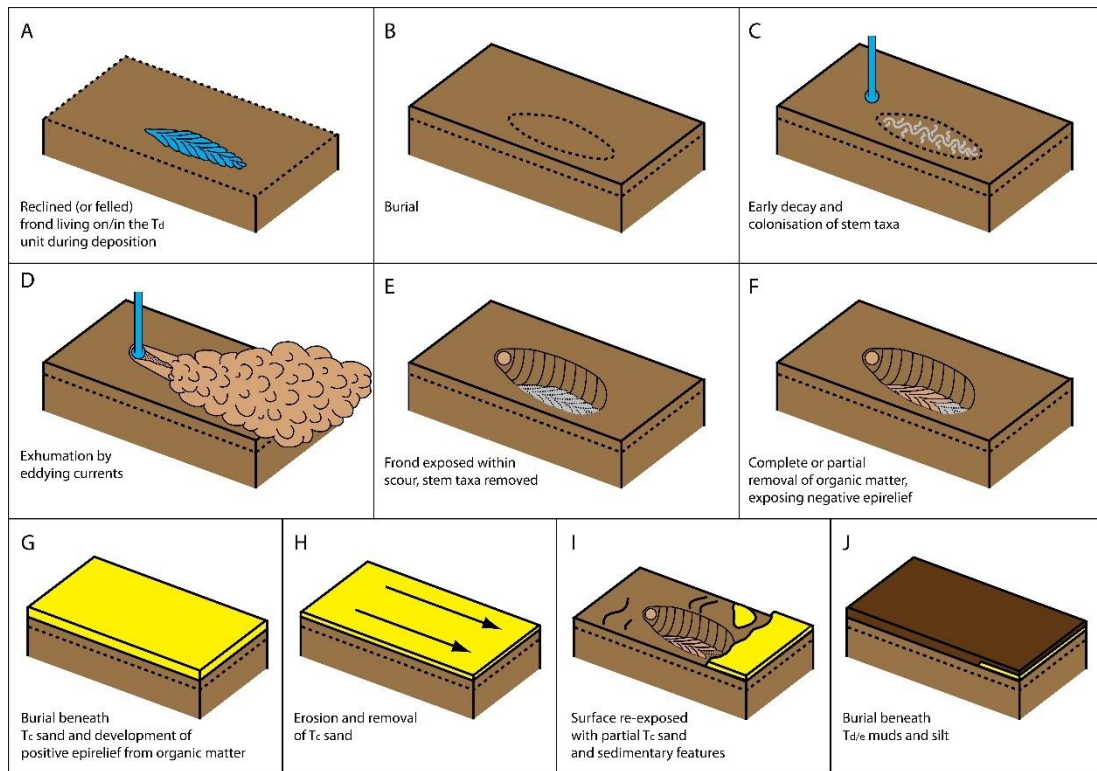 A
Reclined (or felled)
frond living on/in the Td
unit during deposition
B
Burial
C
Early decay and
colonisation of stem taxa
D
Exhumation by
eddying currents
E
Frond exposed within
scour, stem taxa removed
F
Complete or partial
removal of organic matter,
exposing negative epirelief
G
Burial beneath
Tc sand and development of
positive epirelief from organic matter
H
Erosion and removal
of Tc sand
I
Surface re-exposed
with partial Tc sand
and sedimentary features
J
Burial beneath
Td/e muds and silt